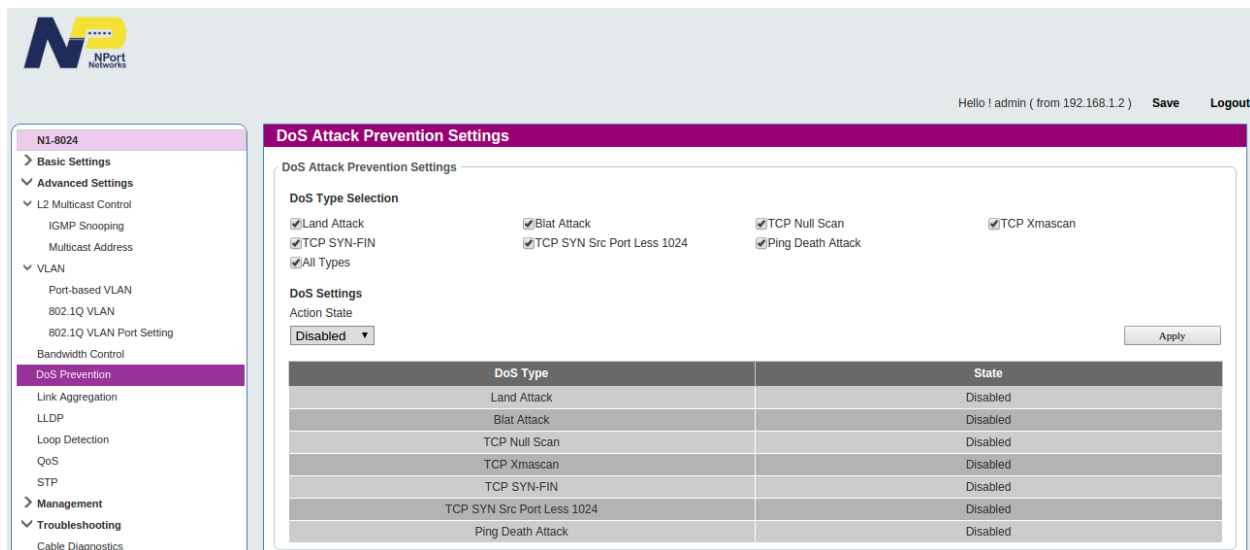 NPort
Networks
Hello ! admin ( from 192.168.1.2 ) Save Logout
N1-8024
Basic Settings
Advanced Settings
L2 Multicast Control
IGMP Snooping
Multicast Address
VLAN
Port-based VLAN
802.1Q VLAN
802.1Q VLAN Port Setting
Bandwidth Control
DoS Prevention
Link Aggregation
LLDP
Loop Detection
QoS
STP
Management
Troubleshooting
Cable Diagnostics
DoS Attack Prevention Settings
DoS Attack Prevention Settings
DoS Type Selection
Land Attack Blat Attack TCP Null Scan TCP Xmascan
TCP SYN-FIN TCP SYN Src Port Less 1024 Ping Death Attack
All Types
DoS Settings
Action State
Disabled Apply
DoS Type State
Land Attack Disabled
Blat Attack Disabled
TCP Null Scan Disabled
TCP Xmascan Disabled
TCP SYN-FIN Disabled
TCP SYN Src Port Less 1024 Disabled
Ping Death Attack Disabled